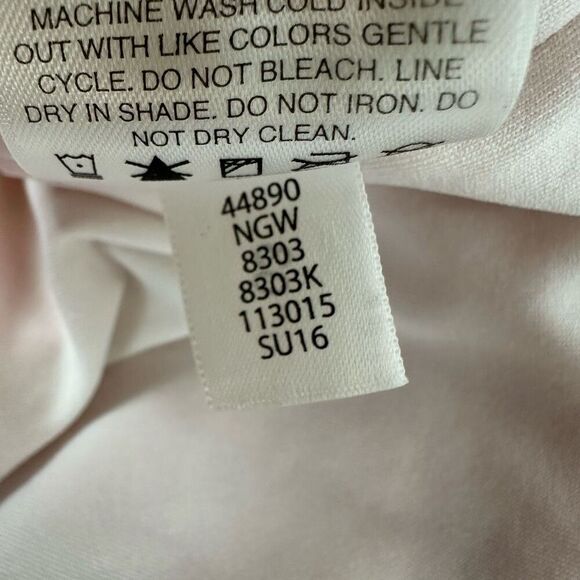 MACHINE WASH COLD INSIDE
OUT WITH LIKE COLORS GENTLE
CYCLE. DO NOT BLEACH. LINE
DRY IN SHADE. DO NOT IRON. DO
NOT DRY CLEAN.
44890
NGW
8303
8303K
113015
SU16